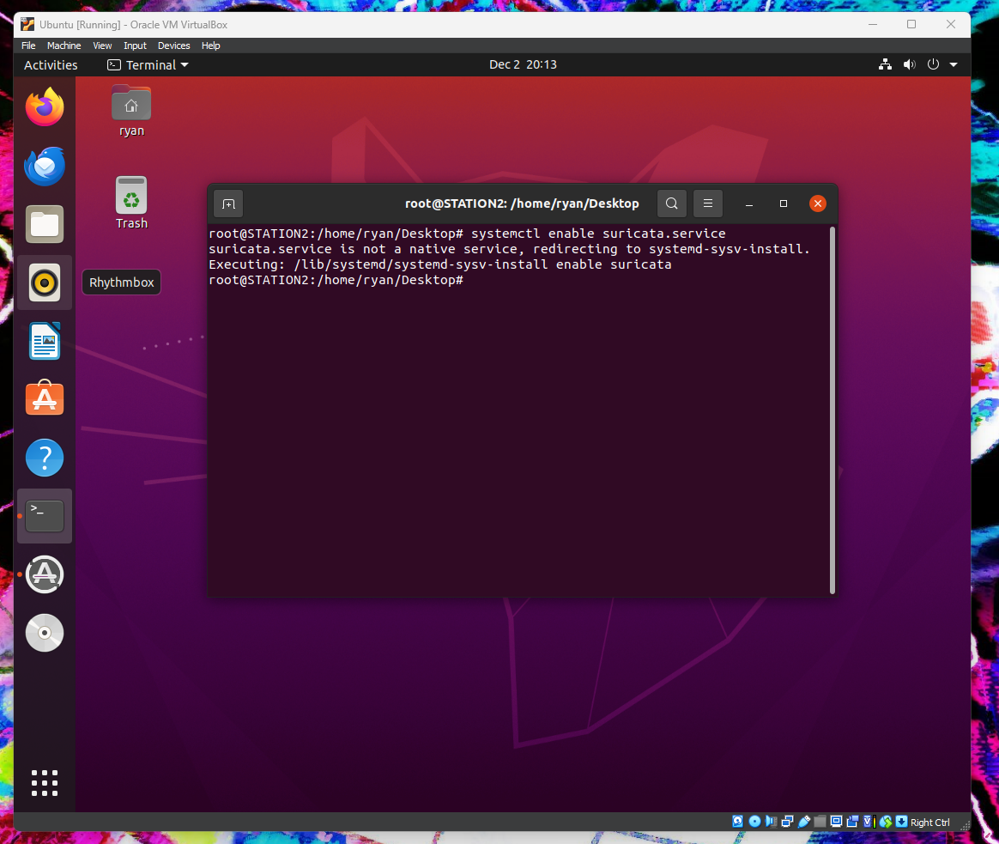 Ubuntu [Running] - Oracle VM VirtualBox
File Machine View Input Devices Help
Activities Terminal Dec 2 20:13
ryan
Trash
Rhythmbox
root@STATION2: /home/ryan/Desktop
root@STATION2:/home/ryan/Desktop# systemctl enable suricata.service
suricata.service is not a native service, redirecting to systemd-sysv-install.
Executing: /lib/systemd/systemd-sysv-install enable suricata
root@STATION2:/home/ryan/Desktop#
Right Ctrl